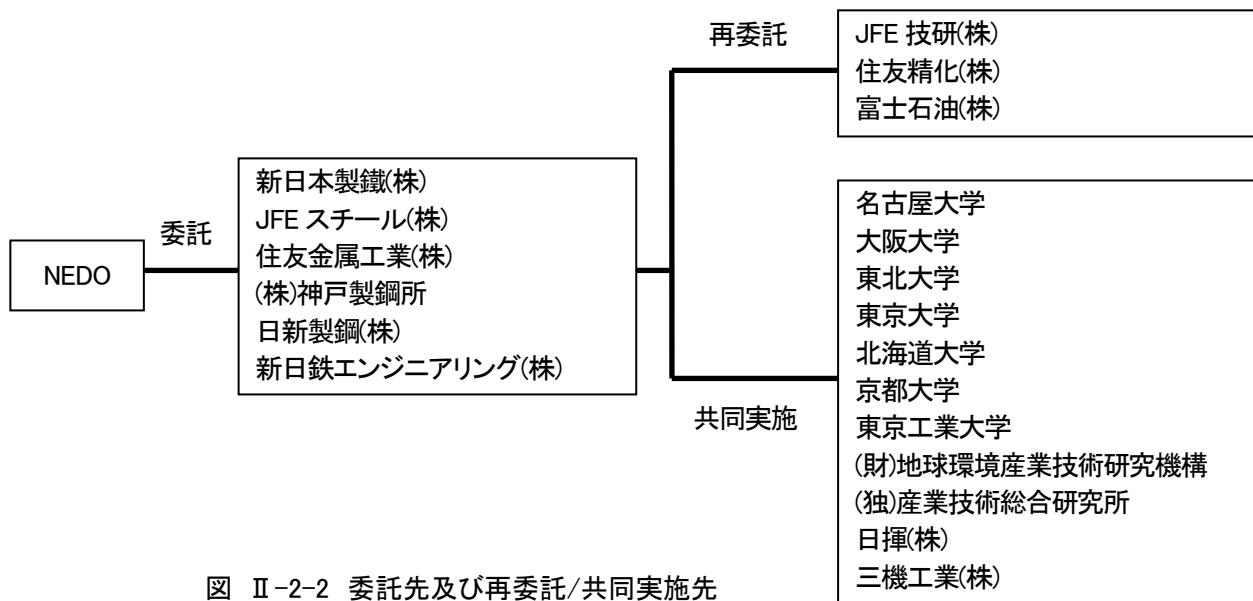 NEDO
委託
新日本製鐵(株)
JFE スチール(株)
住友金属工業(株)
(株)神戸製鋼所
日新製鋼(株)
新日鉄エンジニアリング(株)
再委託
JFE 技研(株)
住友精化(株)
富士石油(株)
共同実施
名古屋大学
大阪大学
東北大学
東京大学
北海道大学
京都大学
東京工業大学
(財)地球環境産業技術研究機構
(独)産業技術総合研究所
日揮(株)
三機工業(株)
図 Ⅱ-2-2 委託先及び再委託/共同実施先